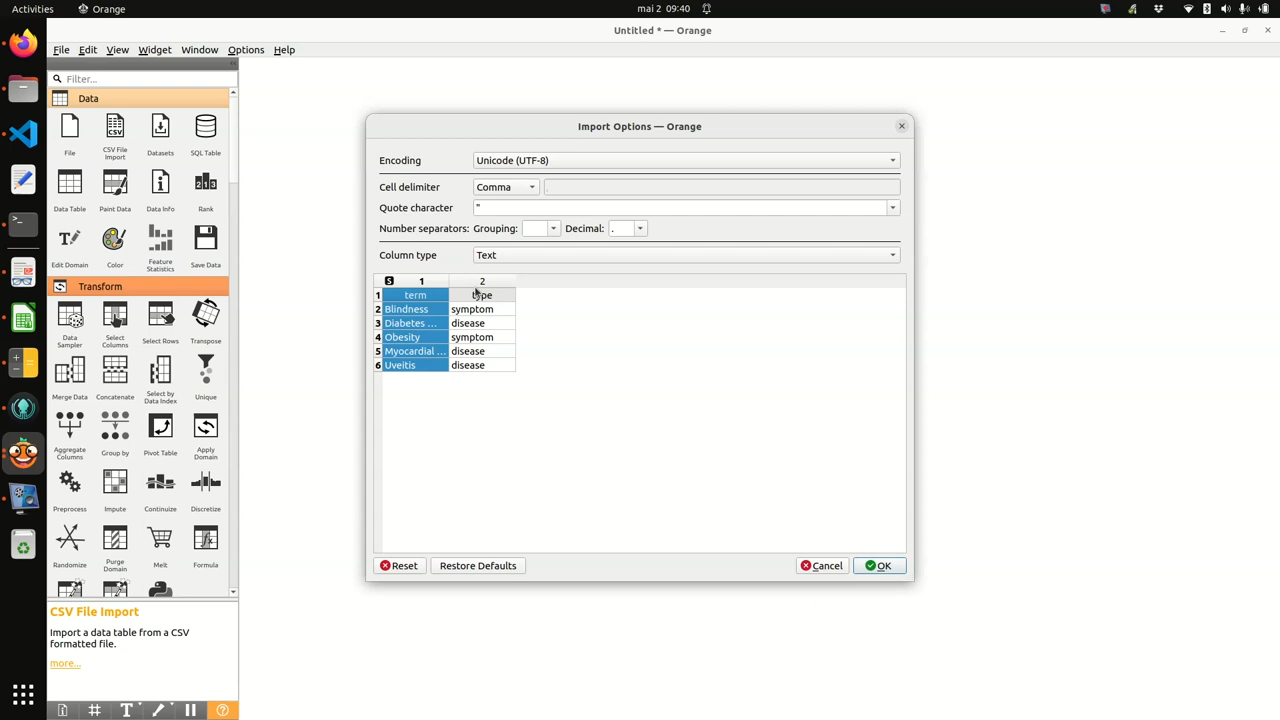 Activities
Orange
mai 2 09:40
Untitled * — Orange
File Edit View Widget Window Options Help
Filter...
Data
File
CSV File Import
Datasets
SQL Table
Data Table
Paint Data
Data Info
Rank
Edit Domain
Color
Feature Statistics
Save Data
Transform
Data Sampler
Select Columns
Select Rows
Transpose
Merge Data
Concatenate
Select by Data Index
Unique
Aggregate Columns
Group by
Pivot Table
Apply Domain
Preprocess
Impute
Continuize
Discretize
Randomize
Purge Domain
Melt
Formula
CSV File Import
Import a data table from a CSV
formatted file.
more...
Import Options — Orange
Encoding Unicode (UTF-8)
Cell delimiter Comma ,
Quote character "
Number separators: Grouping: Decimal: .
Column type Text
S 1 2
1 term type
2 Blindness symptom
3 Diabetes ... disease
4 Obesity symptom
5 Myocardial ... disease
6 Uveitis disease
Reset Restore Defaults Cancel OK